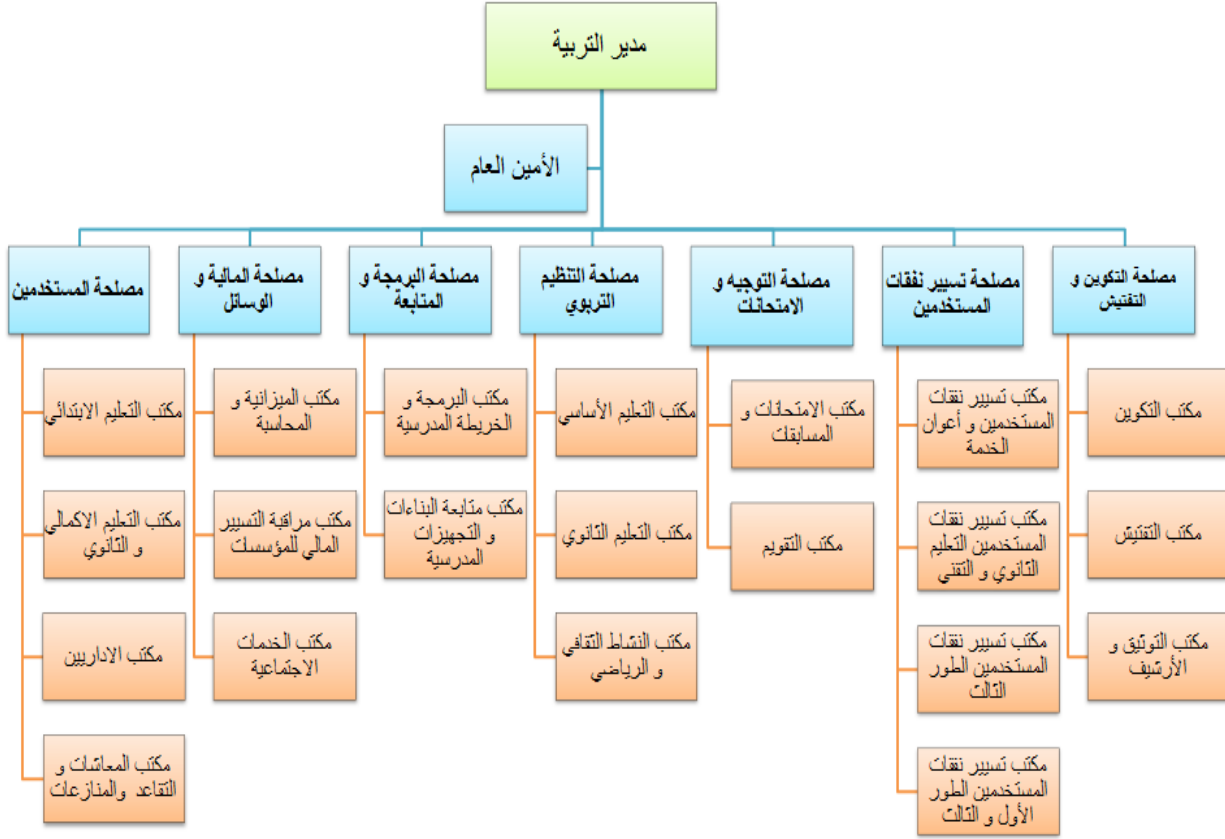 مدير التربية
الأمين العام
مصلحة التكوين و
التفتيش
مصلحة تسيير نفقات
المستخدمين
مصلحة التوجيه و
الامتحانات
مصلحة التنظيم
التربوي
مصلحة البرمجة و
المتابعة
مصلحة المالية و
الوسائل
مصلحة المستخدمين
مكتب التكوين
مكتب التفتيش
مكتب التوثيق و
الأرشيف
مكتب تسيير نفقات
المستخدمين و أعوان
الخدمة
مكتب تسيير نفقات
المستخدمين التعليم
الثانوي و التقني
مكتب تسيير نفقات
المستخدمين الطور
الثالث
مكتب تسيير نفقات
المستخدمين الطور
الأول و الثالث
مكتب الامتحانات و
المسابقات
مكتب التقويم
مكتب التعليم الأساسي
مكتب التعليم الثانوي
مكتب النشاط الثقافي
و الرياضي
مكتب البرمجة و
الخريطة المدرسية
مكتب متابعة البناءات
و التجهيزات
المدرسية
مكتب الميزانية و
المحاسبة
مكتب مراقبة التسيير
المالي للمؤسسات
مكتب الخدمات
الاجتماعية
مكتب التعليم الابتدائي
مكتب التعليم الاكمالي
و الثانوي
مكتب الاداريين
مكتب المعاشات و
التقاعد والمنازعات